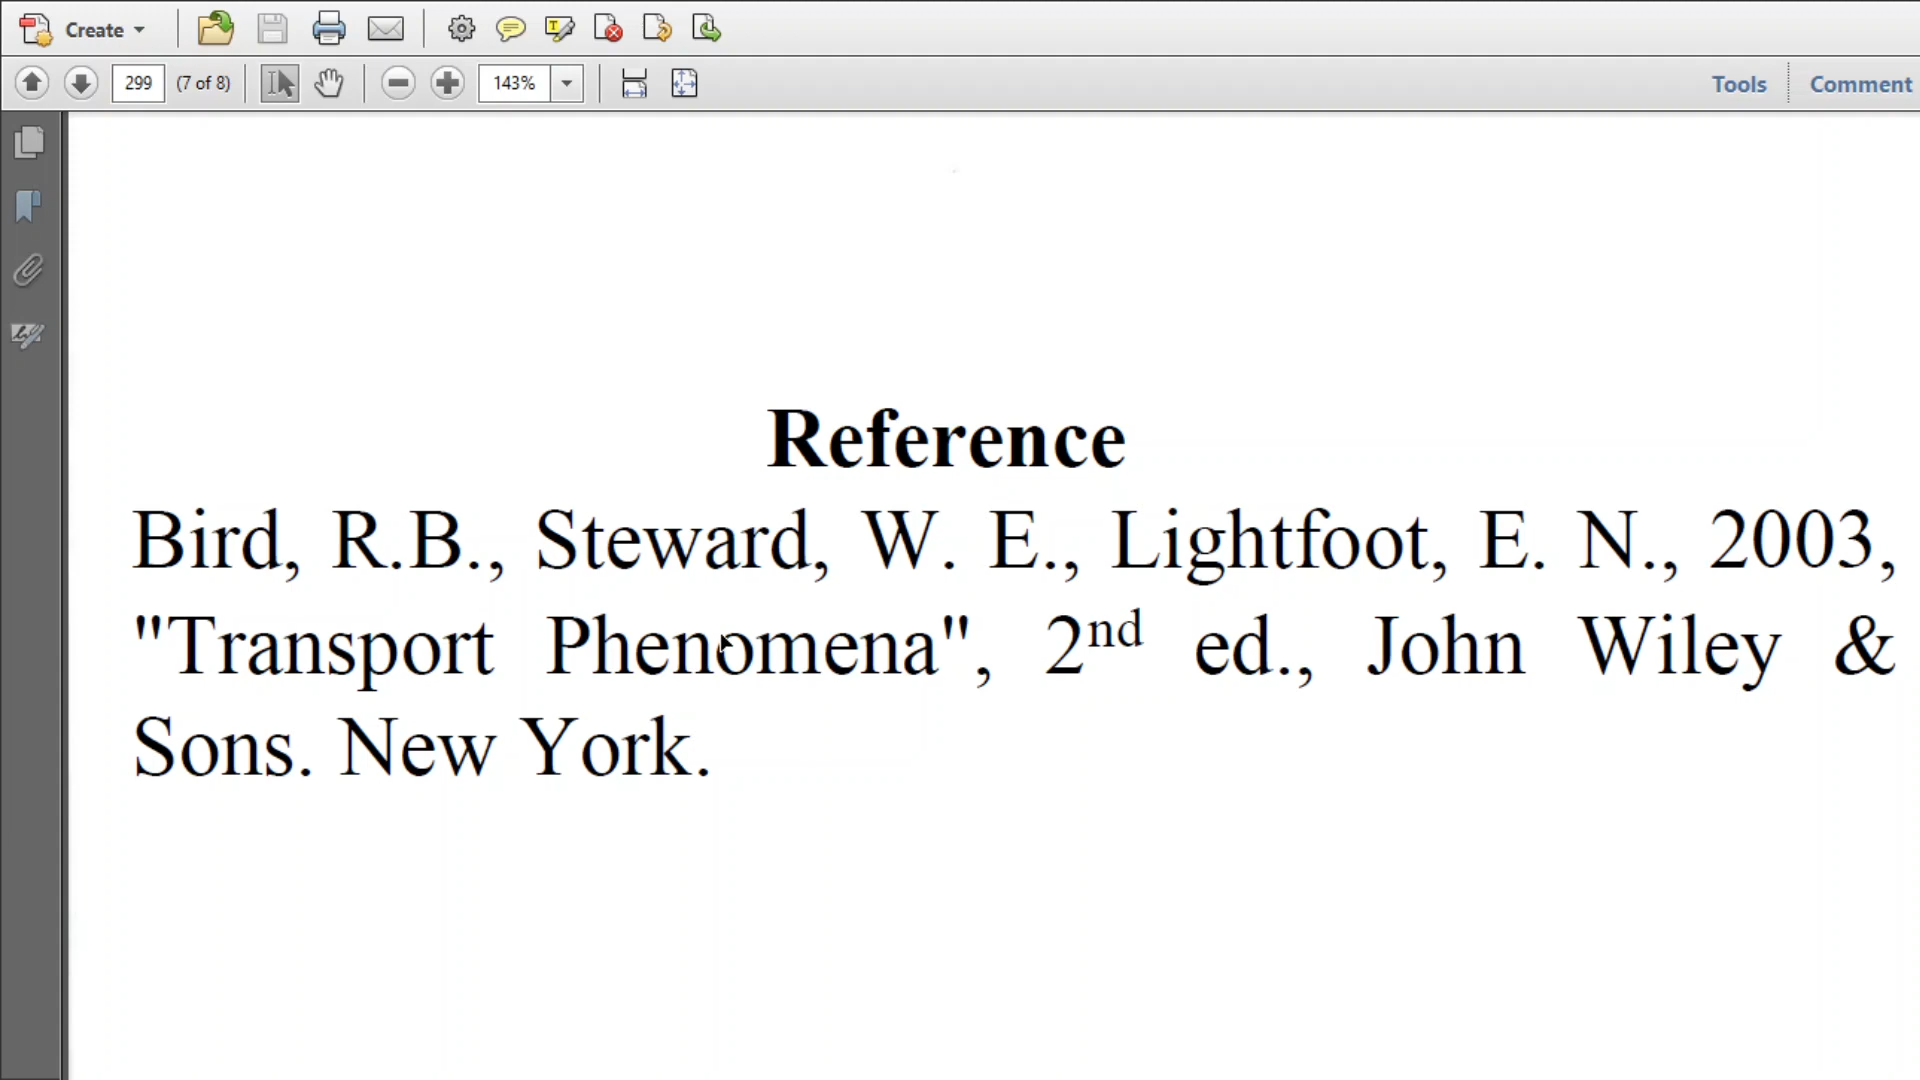 Create
299 (7 of 8) 143% Tools Comment
Reference
Bird, R.B., Steward, W. E., Lightfoot, E. N., 2003,
"Transport Phenomena", 2nd ed., John Wiley &
Sons. New York.